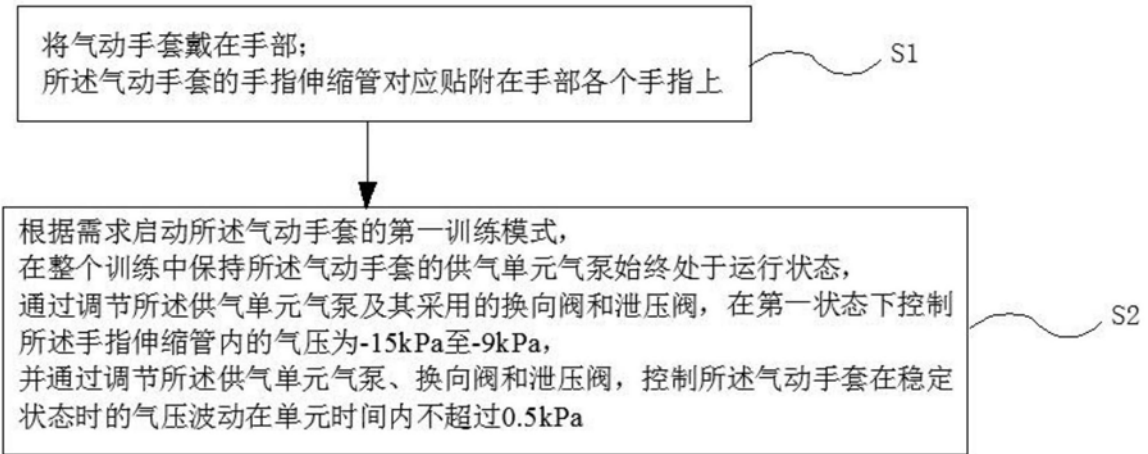 将气动手套戴在手部；
所述气动手套的手指伸缩管对应贴附在手部各个手指上
S1
根据需求启动所述气动手套的第一训练模式，
在整个训练中保持所述气动手套的供气单元气泵始终处于运行状态，
通过调节所述供气单元气泵及其采用的换向阀和泄压阀，在第一状态下控制
所述手指伸缩管内的气压为-15kPa至-9kPa，
并通过调节所述供气单元气泵、换向阀和泄压阀，控制所述气动手套在稳定
状态时的气压波动在单元时间内不超过0.5kPa
S2